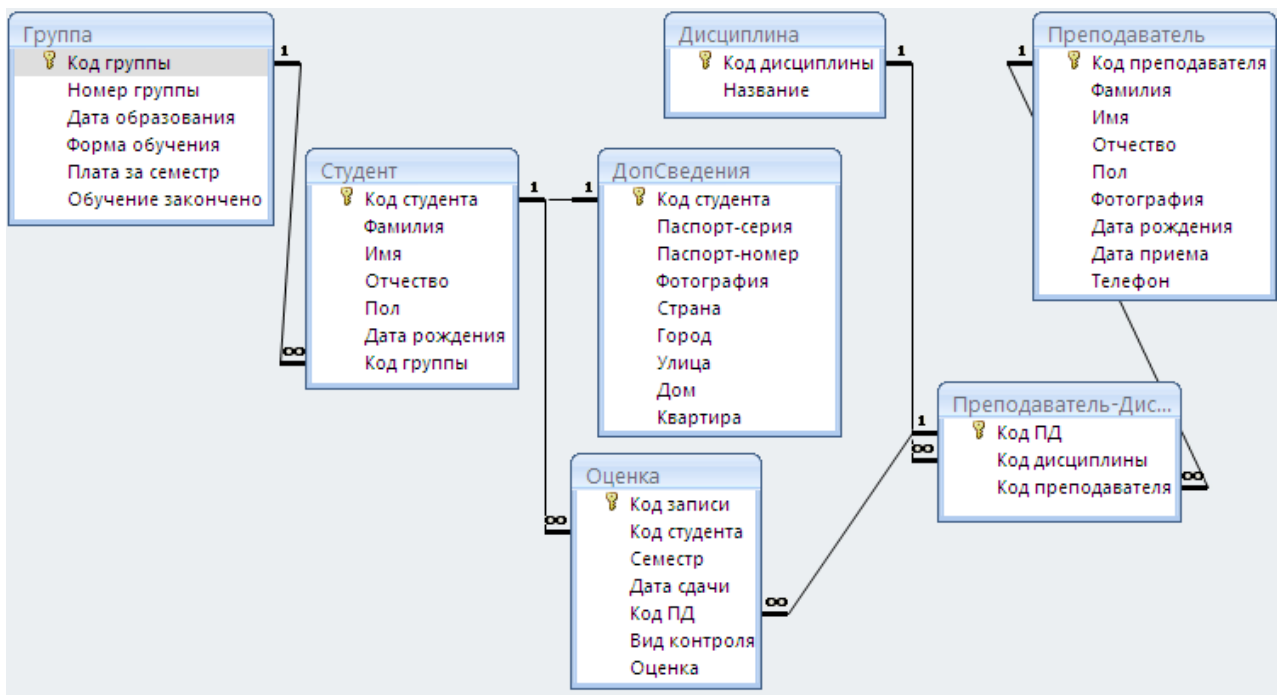 Группа
Код группы
Номер группы
Дата образования
Форма обучения
Плата за семестр
Обучение закончено
1
∞
Студент
Код студента
Фамилия
Имя
Отчество
Пол
Дата рождения
Код группы
1
1
ДопСведения
Код студента
Паспорт-серия
Паспорт-номер
Фотография
Страна
Город
Улица
Дом
Квартира
Дисциплина
Код дисциплины
Название
1
1
Преподаватель
Код преподавателя
Фамилия
Имя
Отчество
Пол
Фотография
Дата рождения
Дата приема
Телефон
Преподаватель-Дис...
1
Код ПД
∞
Код дисциплины
Код преподавателя
∞
Оценка
Код записи
∞
Код студента
Семестр
Дата сдачи
Код ПД
∞
Вид контроля
Оценка